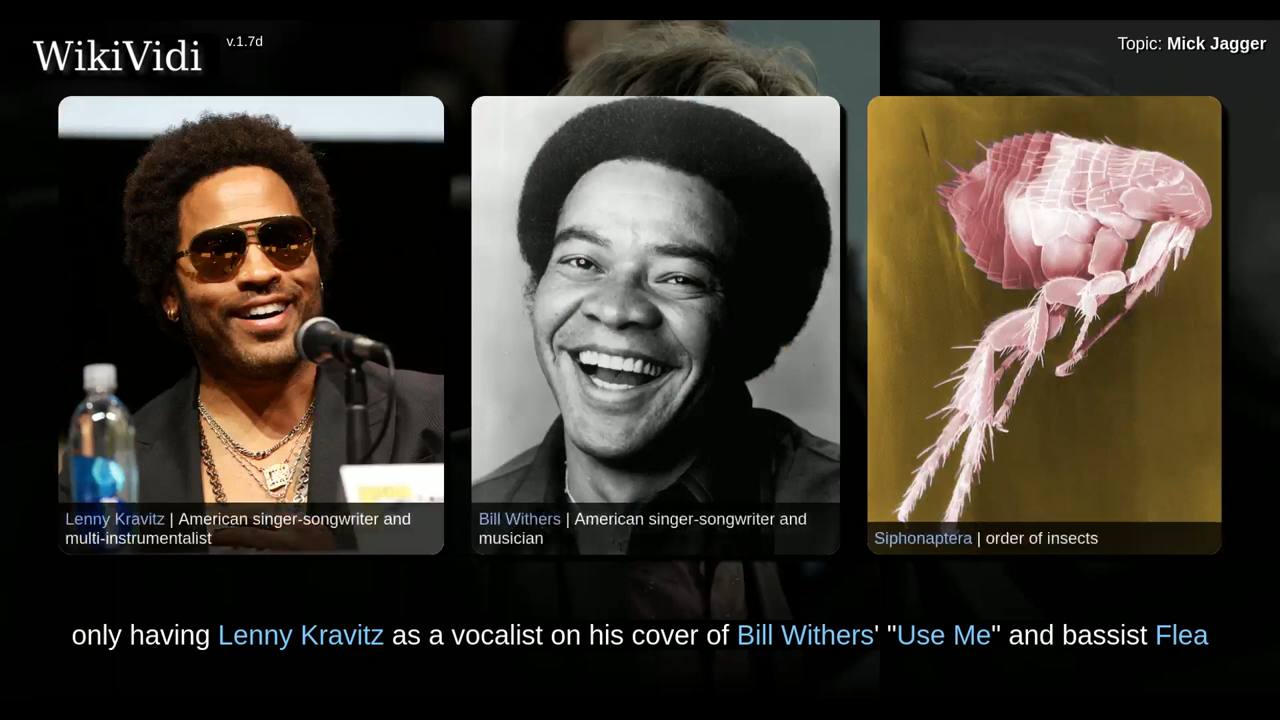 WikiVidi v.1.7d
Topic: Mick Jagger
Lenny Kravitz | American singer-songwriter and
multi-instrumentalist
Bill Withers | American singer-songwriter and
musician
Siphonaptera | order of insects
only having Lenny Kravitz as a vocalist on his cover of Bill Withers' "Use Me" and bassist Flea